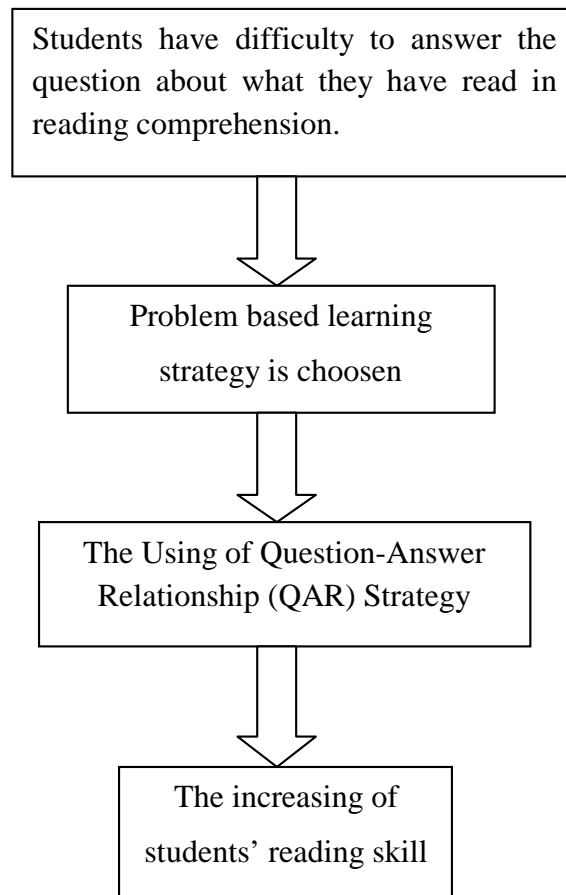 Students have difficulty to answer the
question about what they have read in
reading comprehension.
Problem based learning
strategy is choosen
The Using of Question-Answer
Relationship (QAR) Strategy
The increasing of
students’ reading skill